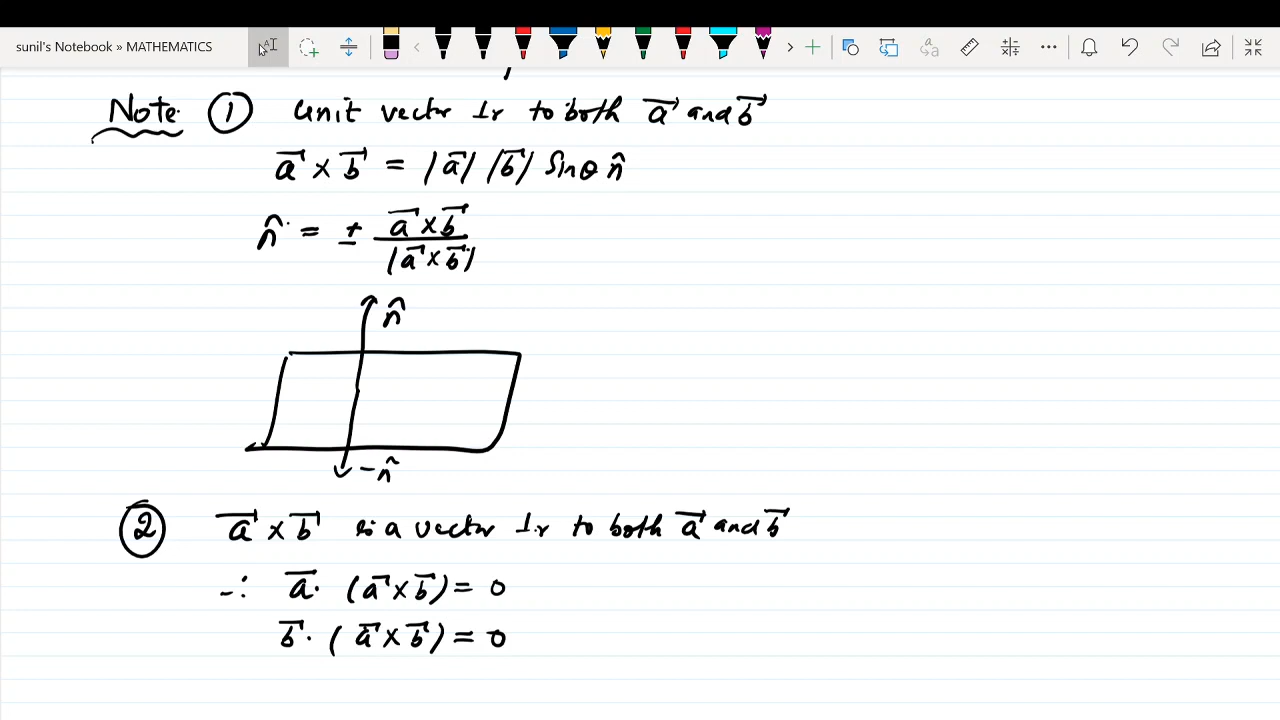 sunil's Notebook » MATHEMATICS
Note ① Unit vector ⊥r to both a⃗ and b⃗
a⃗ × b⃗ = |a⃗| |b⃗| Sinθ n̂
n̂ = ± a⃗ × b⃗ / |a⃗ × b⃗|
n̂
-n̂
② a⃗ × b⃗ is a vector ⊥r to both a⃗ and b⃗
∴ a⃗ · (a⃗ × b⃗) = 0
b⃗ · (a⃗ × b⃗) = 0